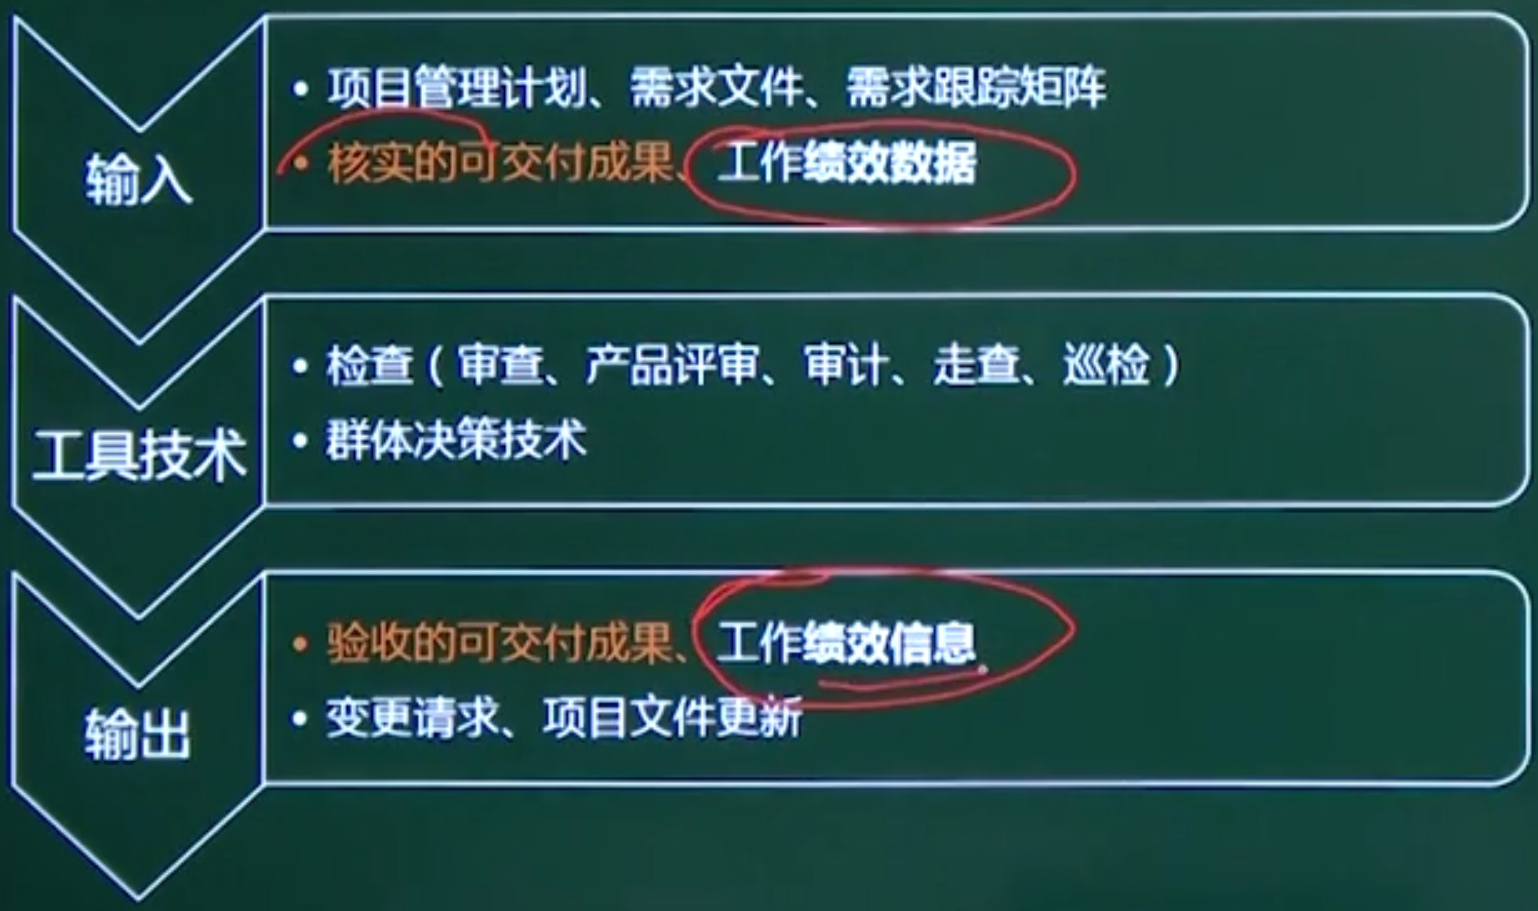 输入
• 项目管理计划、需求文件、需求跟踪矩阵
• 核实的可交付成果、工作绩效数据
工具技术
• 检查（审查、产品评审、审计、走查、巡检）
• 群体决策技术
输出
• 验收的可交付成果、工作绩效信息
• 变更请求、项目文件更新